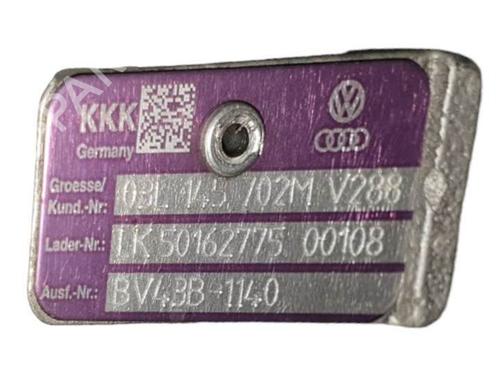 KKK
Germany
Groesse/
Kund.-Nr: 03L 145 702M V288
Lader-Nr.: LK 50162775 00108
Ausf.-Nr.: BV43B-1140